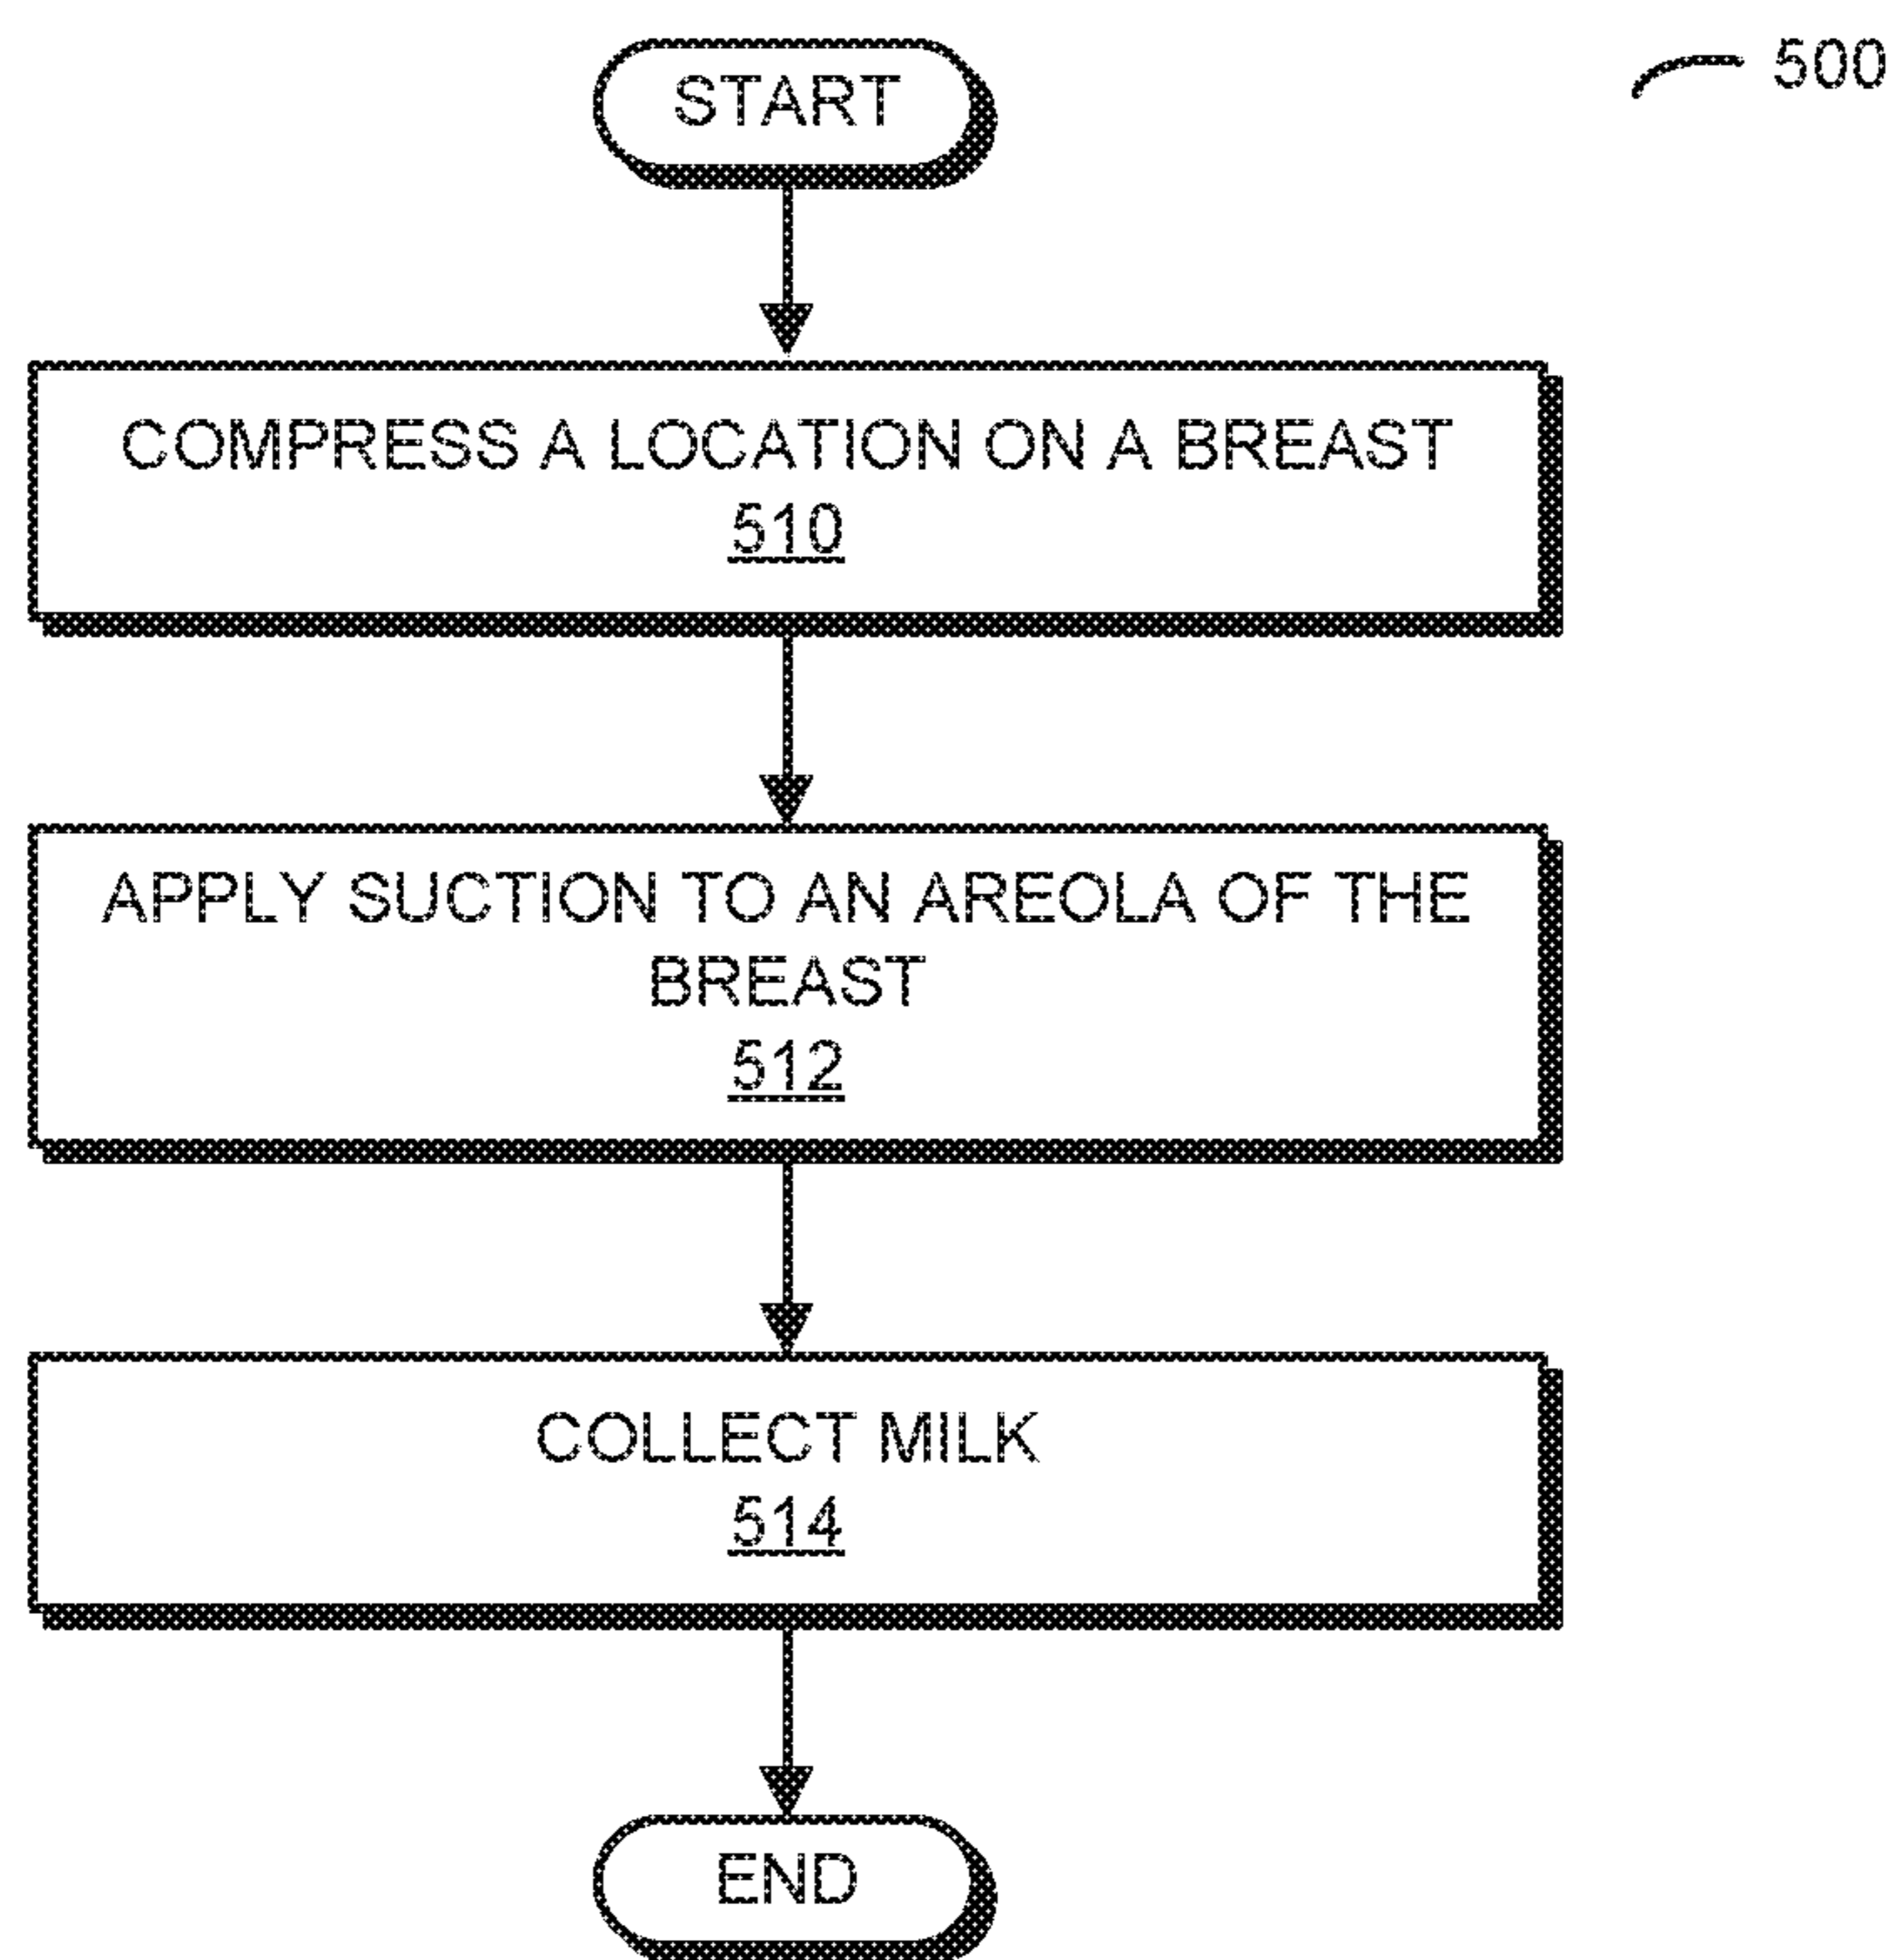 START
500
COMPRESS A LOCATION ON A BREAST
510
APPLY SUCTION TO AN AREOLA OF THE
BREAST
512
COLLECT MILK
514
END